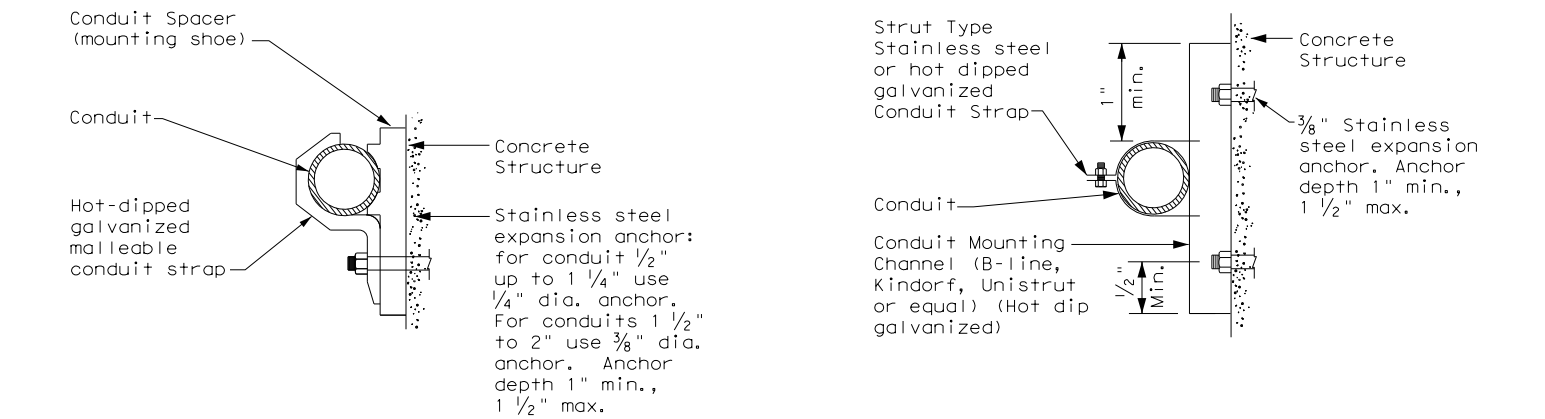 Conduit Spacer
(mounting shoe)
Conduit
Hot-dipped
galvanized
malleable
conduit strap
Concrete
Structure
Stainless steel
expansion anchor:
for conduit 1/2"
up to 1 1/4" use
1/4" dia. anchor.
For conduits 1 1/2"
to 2" use 3/8" dia.
anchor. Anchor
depth 1" min.,
1 1/2" max.
Strut Type
Stainless steel
or hot dipped
galvanized
Conduit Strap
1"
min.
Concrete
Structure
3/8" Stainless
steel expansion
anchor. Anchor
depth 1" min.,
1 1/2" max.
Conduit
Conduit Mounting
Channel (B-line,
Kindorf, Unistrut
or equal) (Hot dip
galvanized)
1/2"
Min.